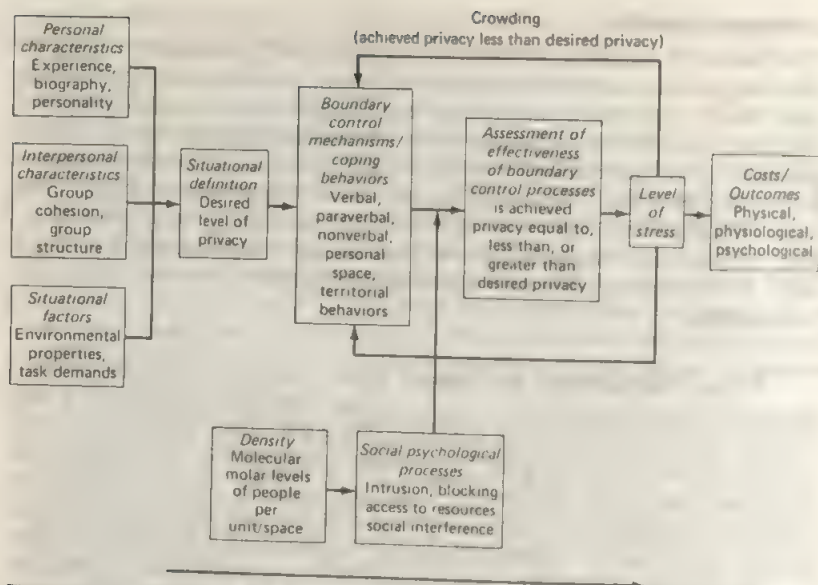 Crowding
(achieved privacy less than desired privacy)
Personal
characteristics
Experience,
biography,
personality
Interpersonal
characteristics
Group
cohesion,
group
structure
Situational
factors
Environmental
properties,
task demands
Situational
definition
Desired
level of
privacy
Boundary
control
mechanisms/
coping
behaviors
Verbal,
paraverbal,
nonverbal,
personal
space,
territorial
behaviors
Assessment of
effectiveness
of boundary
control processes
is achieved
privacy equal to,
less than, or
greater than
desired privacy
Level
of
stress
Costs/
Outcomes
Physical,
physiological,
psychological
Density
Molecular
molar levels
of people
per
unit/space
Social psychological
processes
Intrusion, blocking
access to resources
social interference